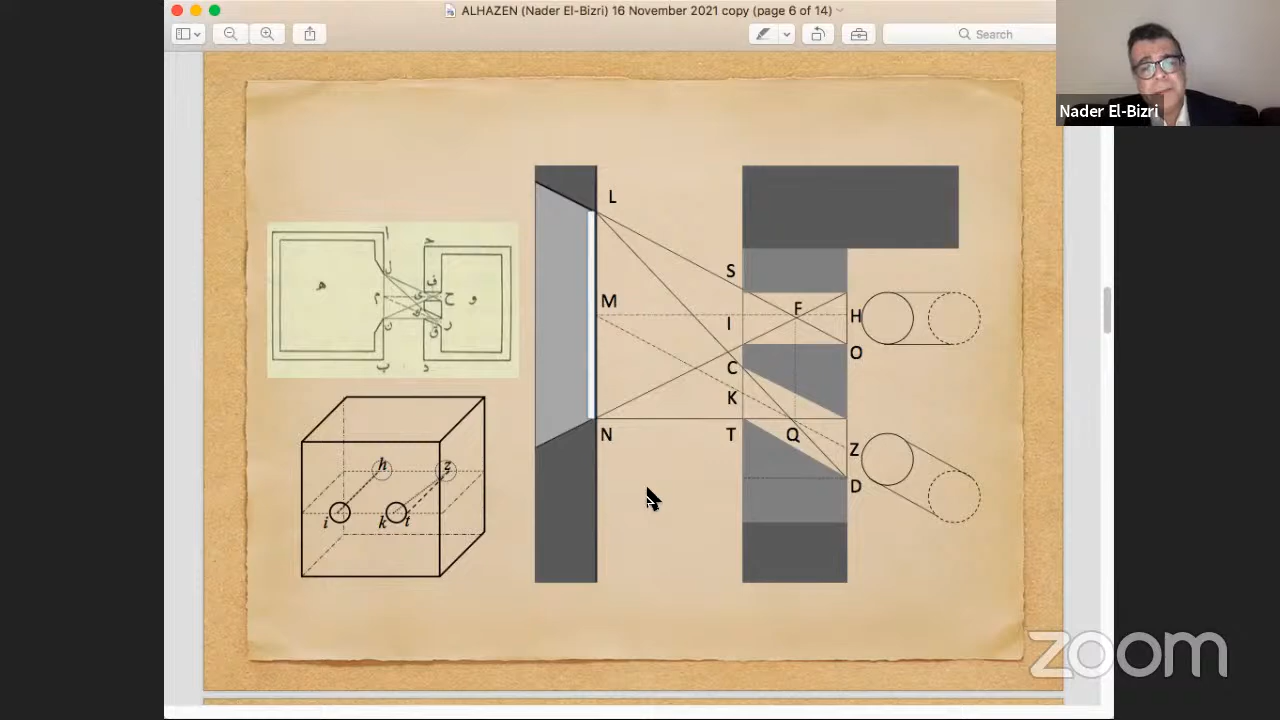 ALHAZEN (Nader El-Bizri) 16 November 2021 copy (page 6 of 14)
Search
Nader El-Bizri
L
S
M
F
I
H
O
C
K
N
T
Q
Z
D
h
z
i
k
t
ا
ل
م
ن
ب
د
ح
و
ه
zoom